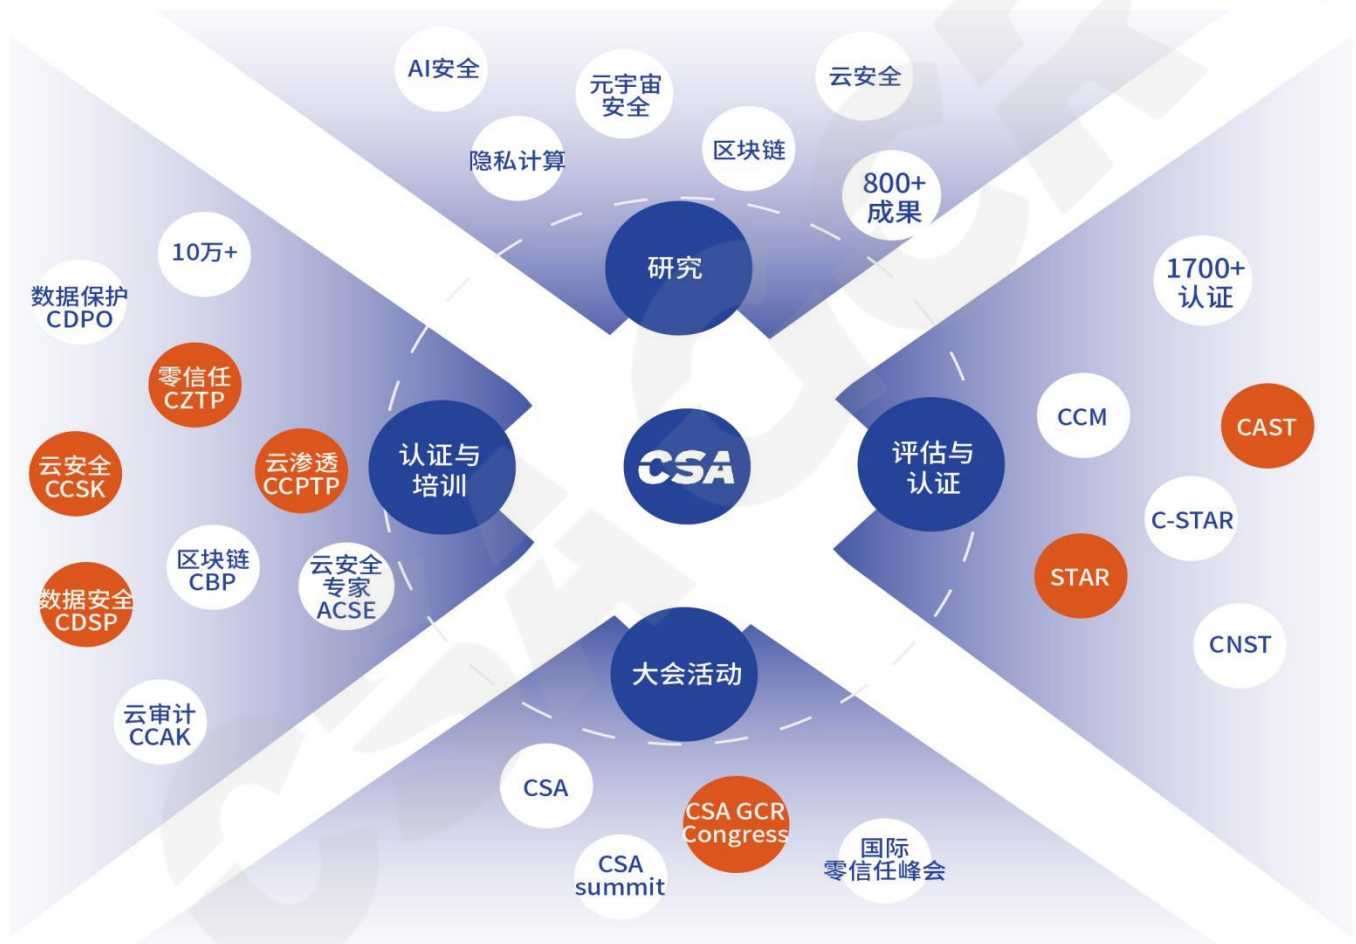 AI安全
元宇宙
安全
云安全
隐私计算
区块链
800+
成果
研究
10万+
数据保护
CDPO
零信任
CZTP
云安全
CCSK
云渗透
CCPTP
认证与
培训
区块链
CBP
云安全
专家
ACSE
数据安全
CDSP
云审计
CCAK
CSA
评估与
认证
1700+
认证
CCM
CAST
C-STAR
STAR
CNST
大会活动
CSA
CSA
summit
CSA GCR
Congress
国际
零信任峰会
CSA GCR